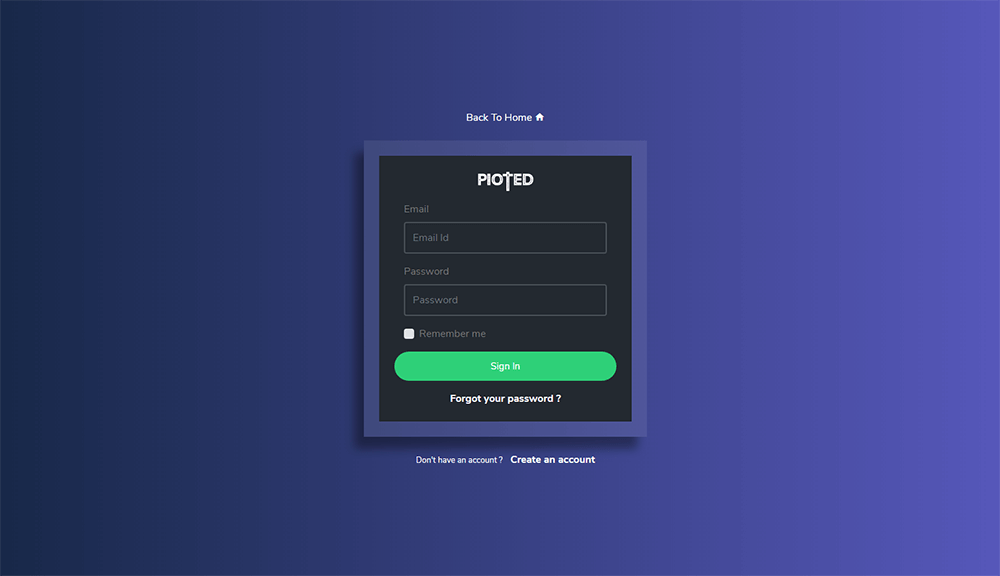 Back To Home
PIOTED
Email
Email Id
Password
Password
Remember me
Sign In
Forgot your password ?
Don't have an account ? Create an account